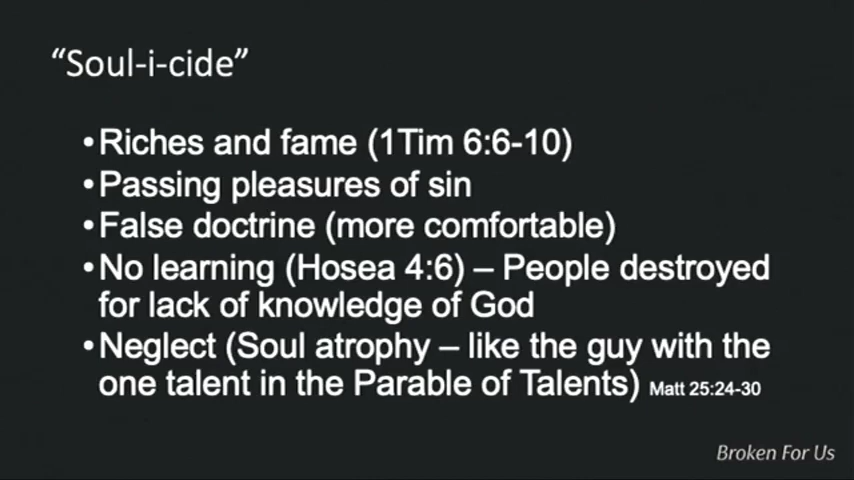 “Soul-i-cide”
•Riches and fame (1Tim 6:6-10)
•Passing pleasures of sin
•False doctrine (more comfortable)
•No learning (Hosea 4:6) – People destroyed
for lack of knowledge of God
•Neglect (Soul atrophy – like the guy with the
one talent in the Parable of Talents) Matt 25:24-30
Broken For Us